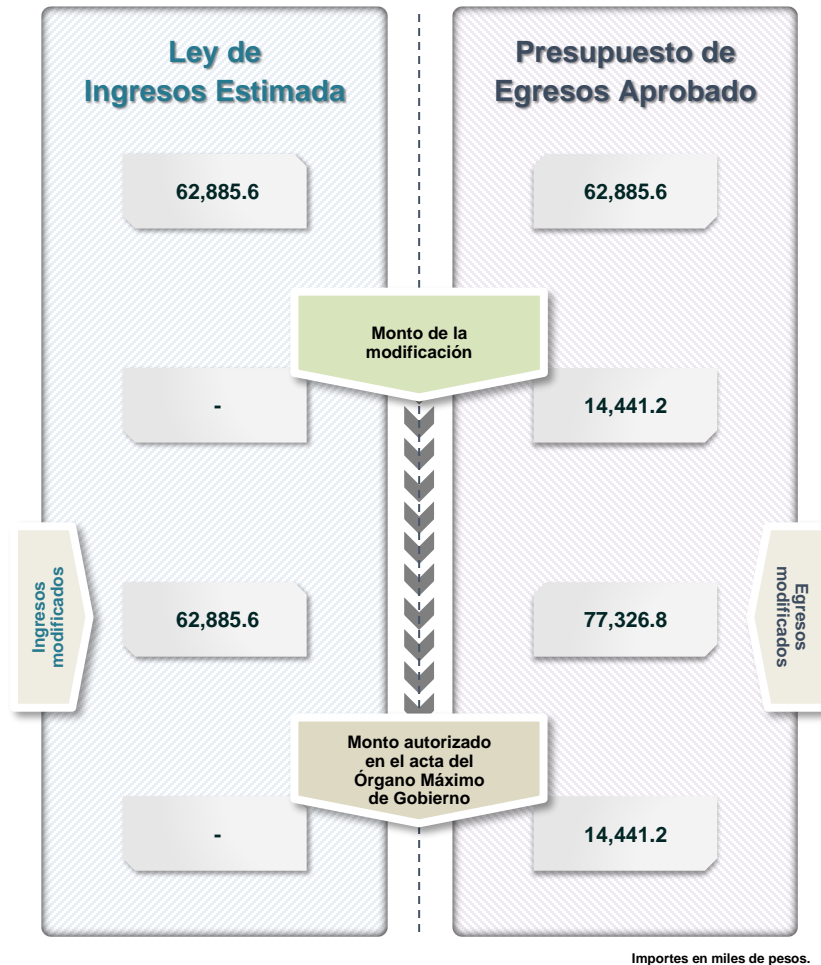 Ley de
Ingresos Estimada
Presupuesto de
Egresos Aprobado
62,885.6
62,885.6
Monto de la
modificación
-
14,441.2
Ingresos
modificados
62,885.6
77,326.8
Egresos
modificados
Monto autorizado
en el acta del
Órgano Máximo
de Gobierno
-
14,441.2
Importes en miles de pesos.